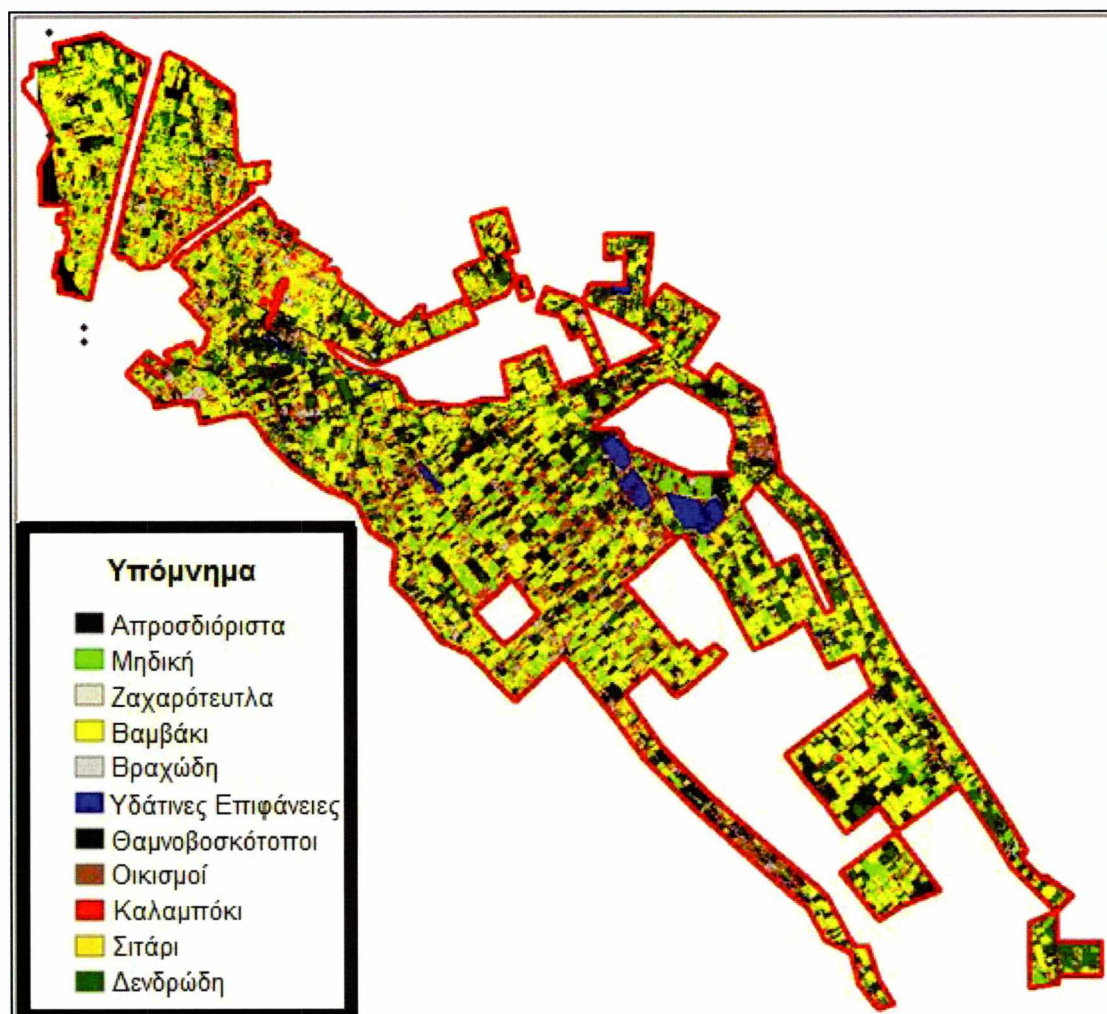 Υπόμνημα
Απροσδιόριστα
Μηδική
Ζαχαρότευτλα
Βαμβάκι
Βραχώδη
Υδάτινες Επιφάνειες
Θαμνοβοσκότοποι
Οικισμοί
Καλαμπόκι
Σιτάρι
Δενδρώδη